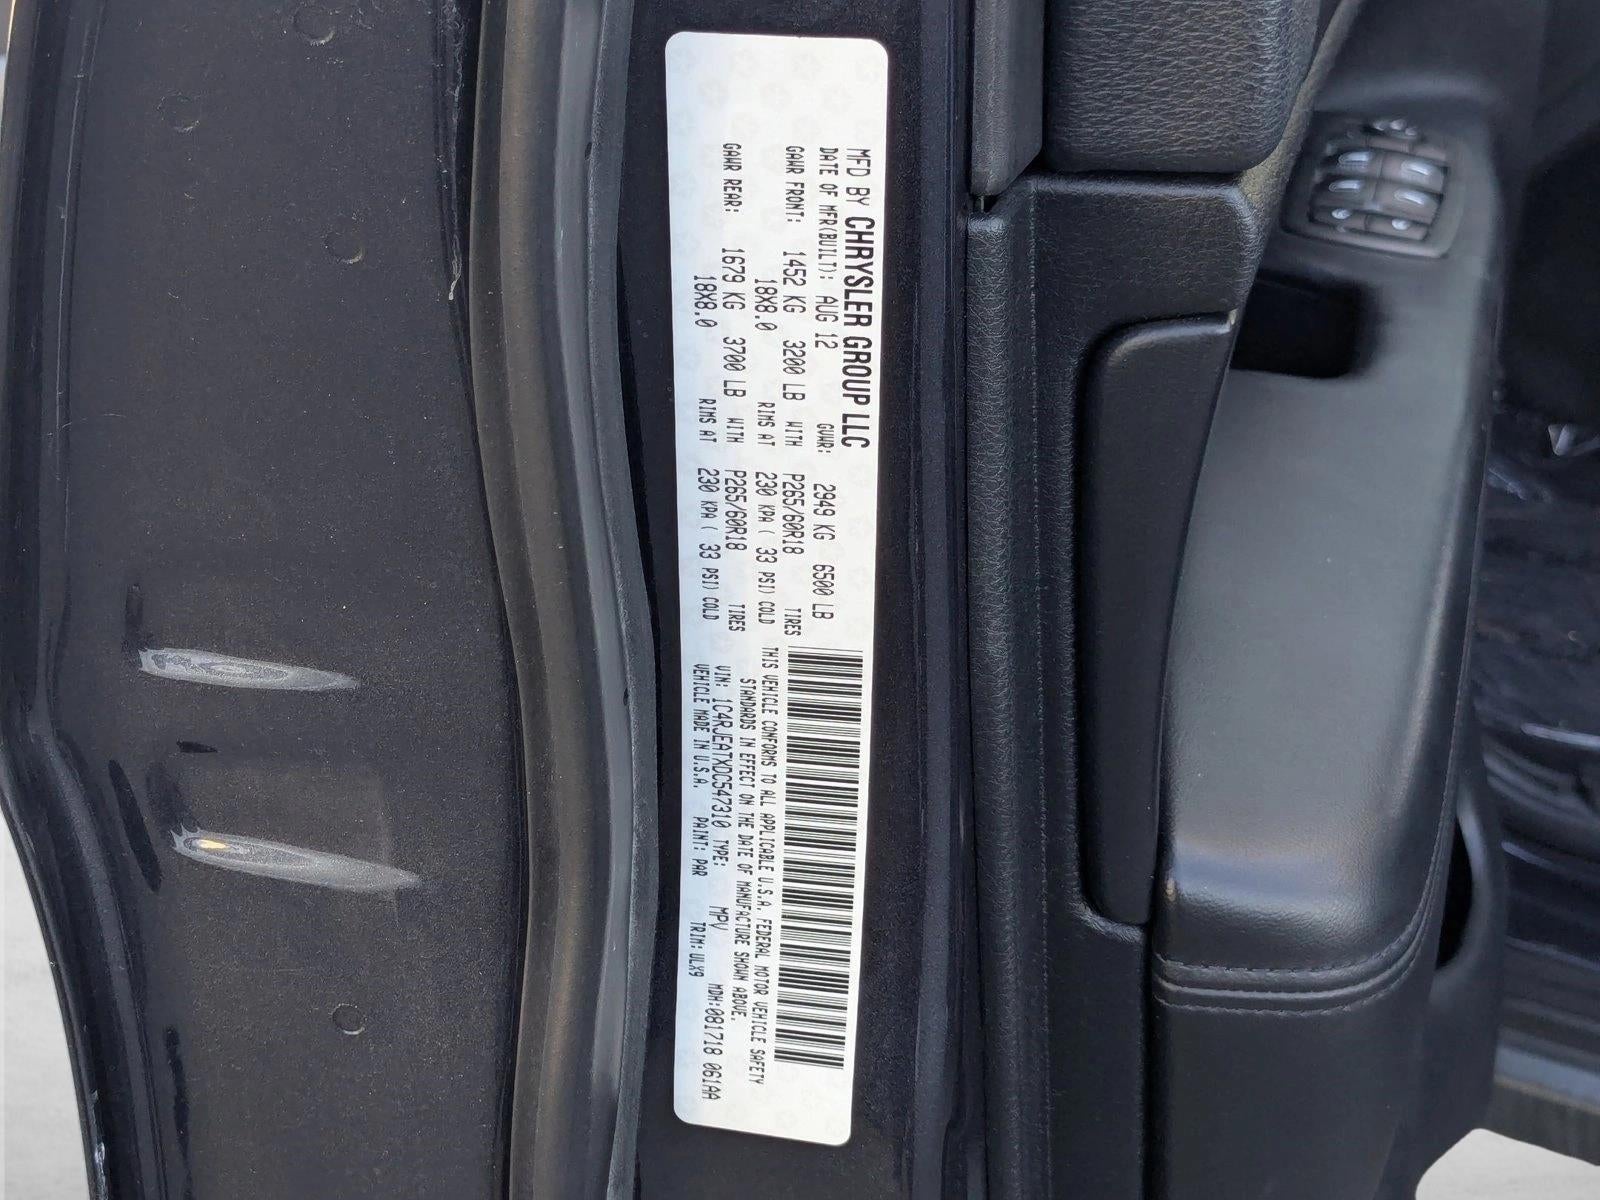 MFD BY CHRYSLER GROUP LLC
DATE OF MFR(BUILT): AUG 12 GVWR: 2949 KG 6500 LB
GAWR FRONT: 1452 KG 3200 LB WITH P265/60R18 TIRES
18X8.0 RIMS AT 230 KPA ( 33 PSI) COLD
GAWR REAR: 1679 KG 3700 LB WITH P265/60R18 TIRES
18X8.0 RIMS AT 230 KPA ( 33 PSI) COLD
THIS VEHICLE CONFORMS TO ALL APPLICABLE U.S.A. FEDERAL MOTOR VEHICLE SAFETY
STANDARDS IN EFFECT ON THE DATE OF MANUFACTURE SHOWN ABOVE.
VIN: 1C4RJEATXDC547310 TYPE: MPV MDH:081718 061AA
VEHICLE MADE IN U.S.A. PAINT: PAR TRIM: ULX9